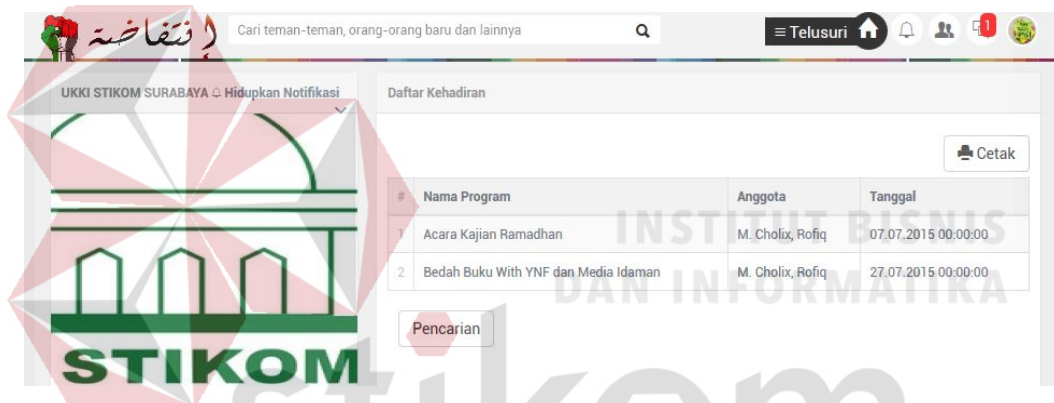 إنتفاضة
Cari teman-teman, orang-orang baru dan lainnya
≡ Telusuri
1
UKKI STIKOM SURABAYA Hidupkan Notifikasi
Daftar Kehadiran
Cetak
# Nama Program Anggota Tanggal
1 Acara Kajian Ramadhan M. Cholix, Rofiq 07.07.2015 00:00:00
2 Bedah Buku With YNF dan Media Idaman M. Cholix, Rofiq 27.07.2015 00:00:00
Pencarian
STIKOM
INSTITUT BISNIS
DAN INFORMATIKA
stikom